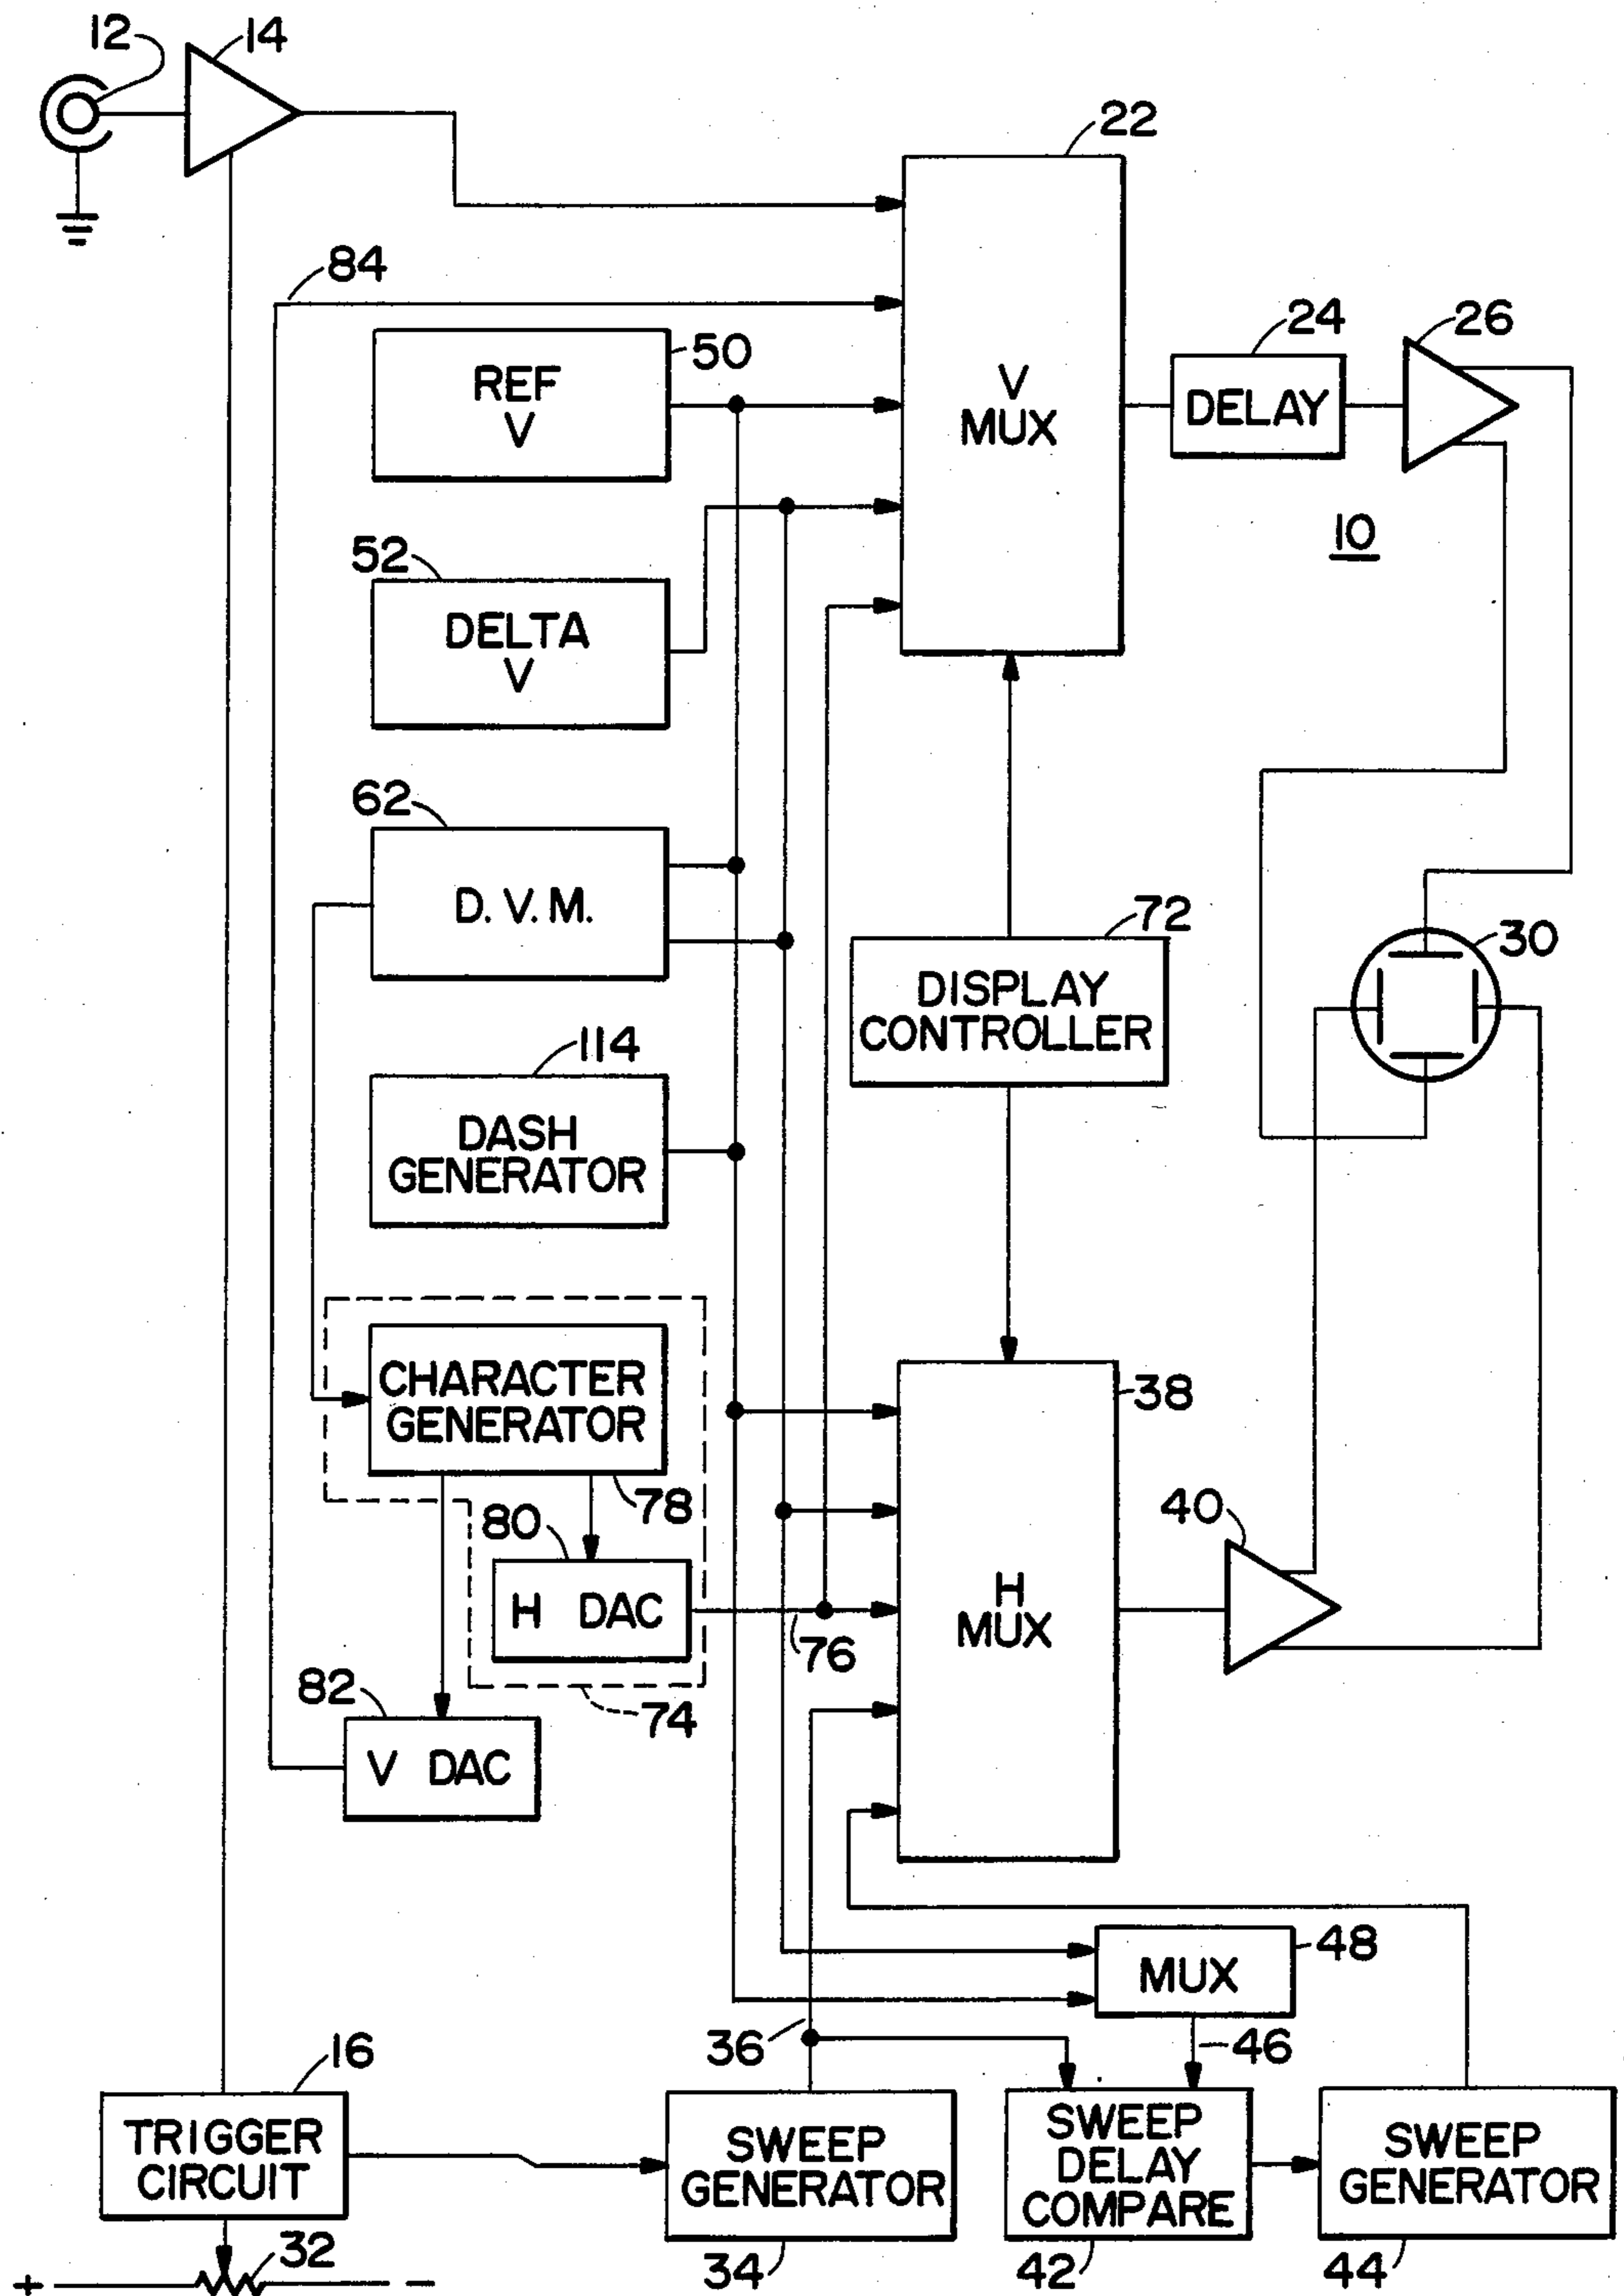 12
14
22
84
50
REF
V
V
MUX
24
DELAY
26
10
52
DELTA
V
62
D. V. M.
72
DISPLAY
CONTROLLER
30
114
DASH
GENERATOR
CHARACTER
GENERATOR
78
38
80
H DAC
76
H
MUX
40
74
82
V DAC
MUX
48
36
46
16
TRIGGER
CIRCUIT
SWEEP
GENERATOR
SWEEP
DELAY
COMPARE
SWEEP
GENERATOR
32
34
42
44
+
-